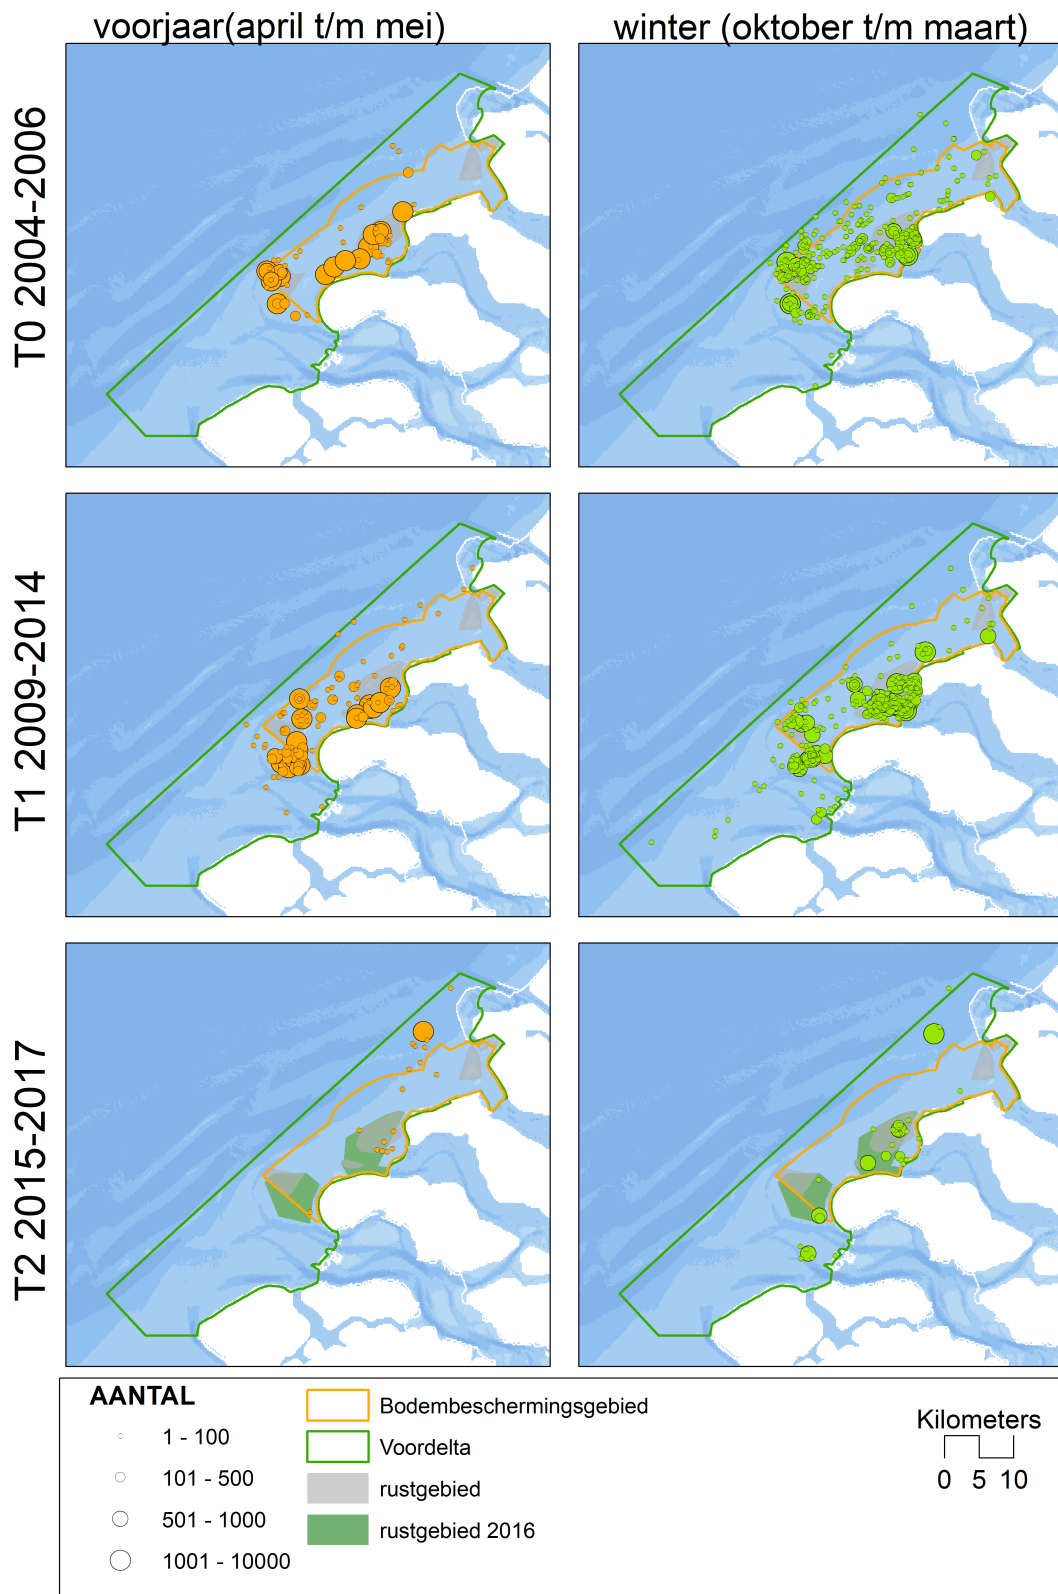 voorjaar(april t/m mei)
winter (oktober t/m maart)
T0 2004-2006
T1 2009-2014
T2 2015-2017
AANTAL
1 - 100
101 - 500
501 - 1000
1001 - 10000
Bodembeschermingsgebied
Voordelta
rustgebied
rustgebied 2016
Kilometers
0 5 10